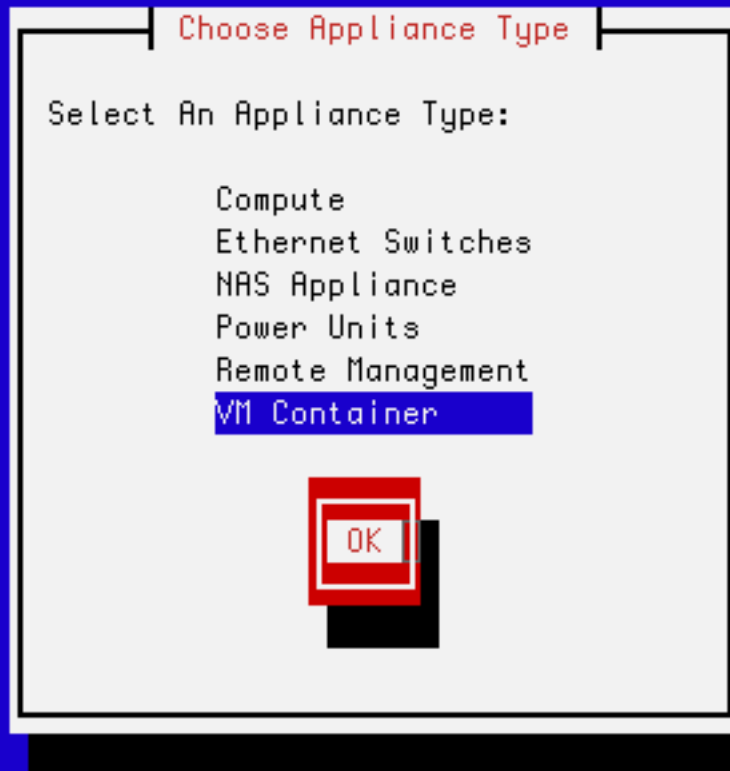 Choose Appliance Type
Select An Appliance Type:
Compute
Ethernet Switches
NAS Appliance
Power Units
Remote Management
VM Container
OK